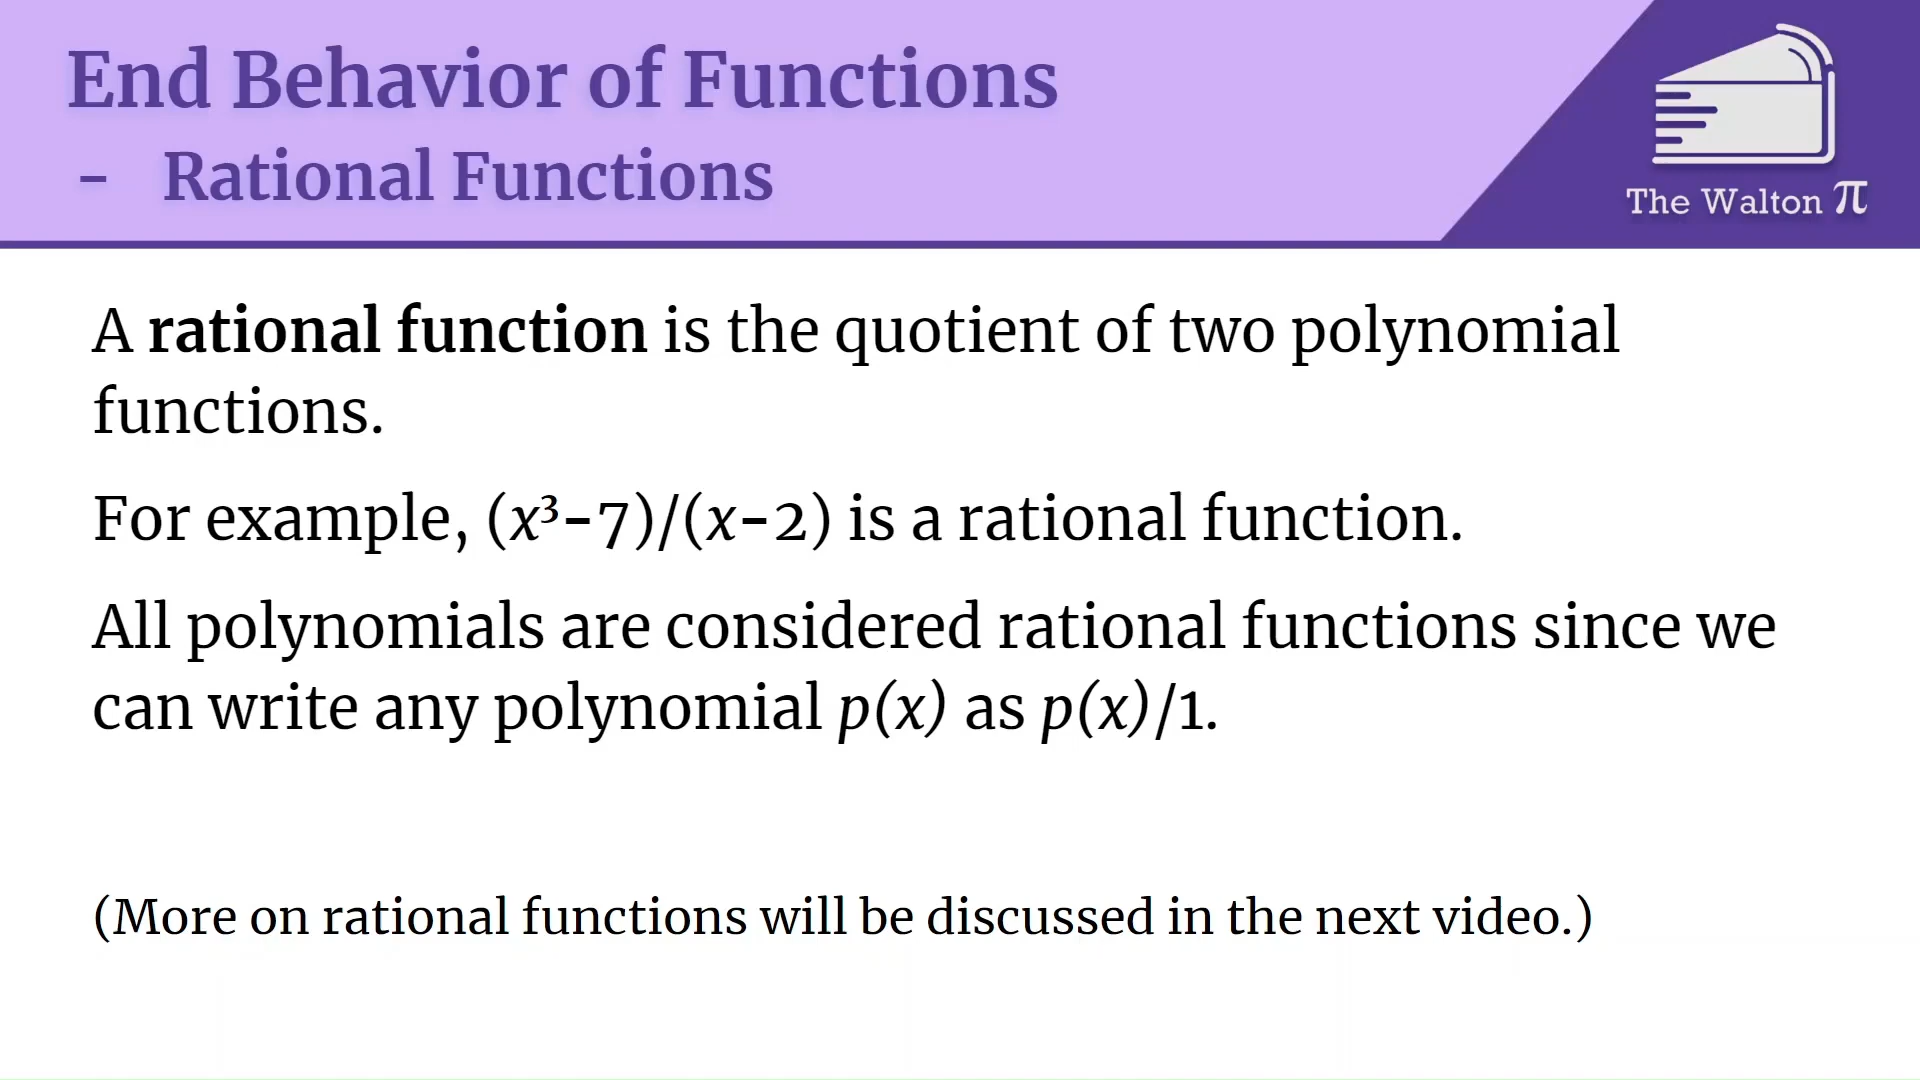 End Behavior of Functions
- Rational Functions
The Walton π
A rational function is the quotient of two polynomial
functions.
For example, (x³-7)/(x-2) is a rational function.
All polynomials are considered rational functions since we
can write any polynomial p(x) as p(x)/1.
(More on rational functions will be discussed in the next video.)